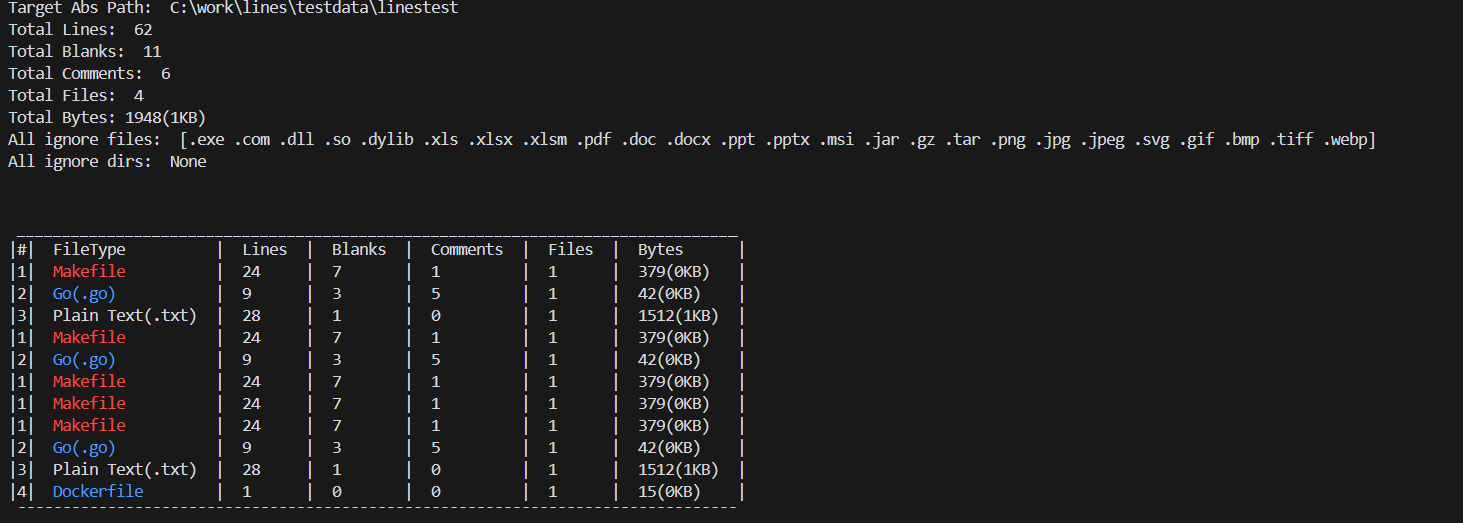 Target Abs Path:  C:\work\lines\testdata\linestest
Total Lines:  62
Total Blanks:  11
Total Comments:  6
Total Files:  4
Total Bytes: 1948(1KB)
All ignore files:  [.exe .com .dll .so .dylib .xls .xlsx .xlsm .pdf .doc .docx .ppt .pptx .msi .jar .gz .tar .png .jpg .jpeg .svg .gif .bmp .tiff .webp]
All ignore dirs:  None
|#|  FileType          |  Lines  |  Blanks  |  Comments  |  Files  |  Bytes      |
|1|  Makefile          |  24     |  7       |  1         |  1      |  379(0KB)   |
|2|  Go(.go)           |  9      |  3       |  5         |  1      |  42(0KB)    |
|3|  Plain Text(.txt)  |  28     |  1       |  0         |  1      |  1512(1KB)  |
|1|  Makefile          |  24     |  7       |  1         |  1      |  379(0KB)   |
|2|  Go(.go)           |  9      |  3       |  5         |  1      |  42(0KB)    |
|1|  Makefile          |  24     |  7       |  1         |  1      |  379(0KB)   |
|1|  Makefile          |  24     |  7       |  1         |  1      |  379(0KB)   |
|1|  Makefile          |  24     |  7       |  1         |  1      |  379(0KB)   |
|2|  Go(.go)           |  9      |  3       |  5         |  1      |  42(0KB)    |
|3|  Plain Text(.txt)  |  28     |  1       |  0         |  1      |  1512(1KB)  |
|4|  Dockerfile        |  1      |  0       |  0         |  1      |  15(0KB)    |